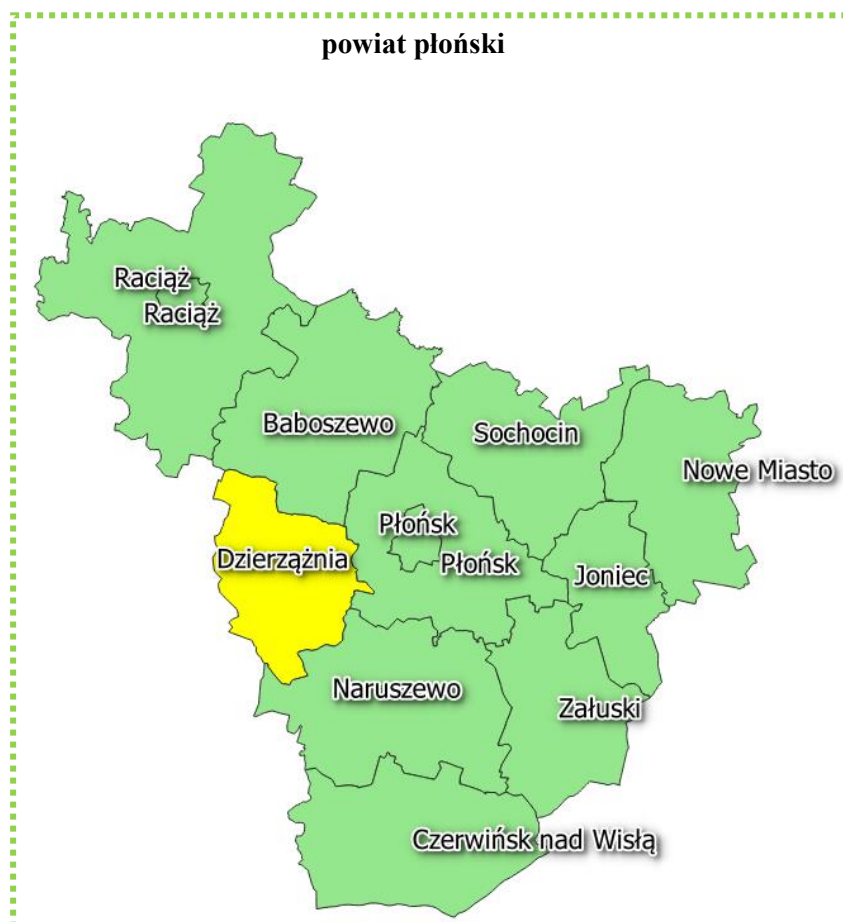 powiat płoński
Raciąż
Raciąż
Baboszewo
Sochocin
Nowe Miasto
Płońsk
Dzierzążnia
Płońsk
Joniec
Naruszewo
Załuski
Czerwińsk nad Wisłą